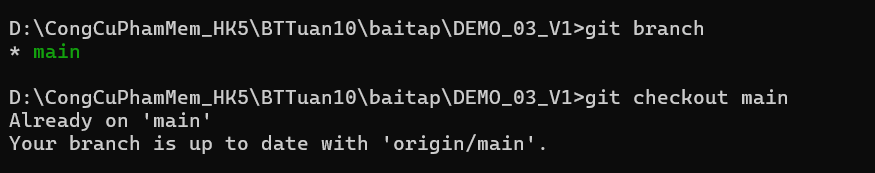 D:\CongCuPhamMem_HK5\BTTuan10\baitap\DEMO_03_V1>git branch
* main
D:\CongCuPhamMem_HK5\BTTuan10\baitap\DEMO_03_V1>git checkout main
Already on 'main'
Your branch is up to date with 'origin/main'.